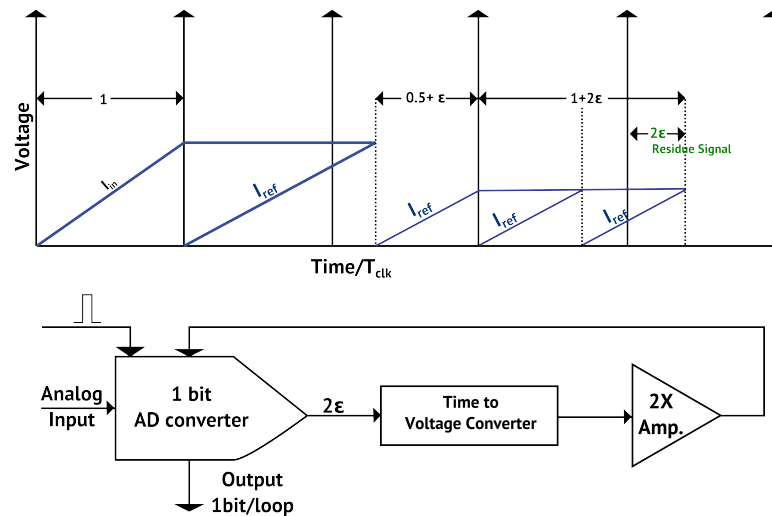 1
0.5+ ε
1+2ε
2ε
Residue Signal
Voltage
Iin
Iref
Iref
Iref
Iref
Time/Tclk
Analog
Input
1 bit
AD converter
2ε
Time to
Voltage Converter
2X
Amp.
Output
1bit/loop